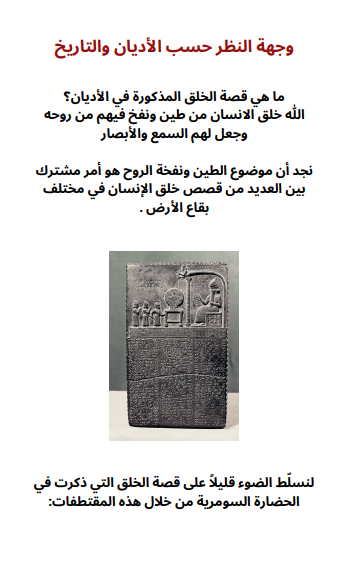 وجهة النظر حسب الأديان والتاريخ
ما هي قصة الخلق المذكورة في الأديان؟
الله خلق الانسان من طين ونفخ فيهم من روحه
وجعل لهم السمع والأبصار
نجد أن موضوع الطين ونفخة الروح هو أمر مشترك
بين العديد من قصص خلق الإنسان في مختلف
بقاع الأرض .
لنسلّط الضوء قليلاً على قصة الخلق التي ذكرت في
الحضارة السومرية من خلال هذه المقتطفات: